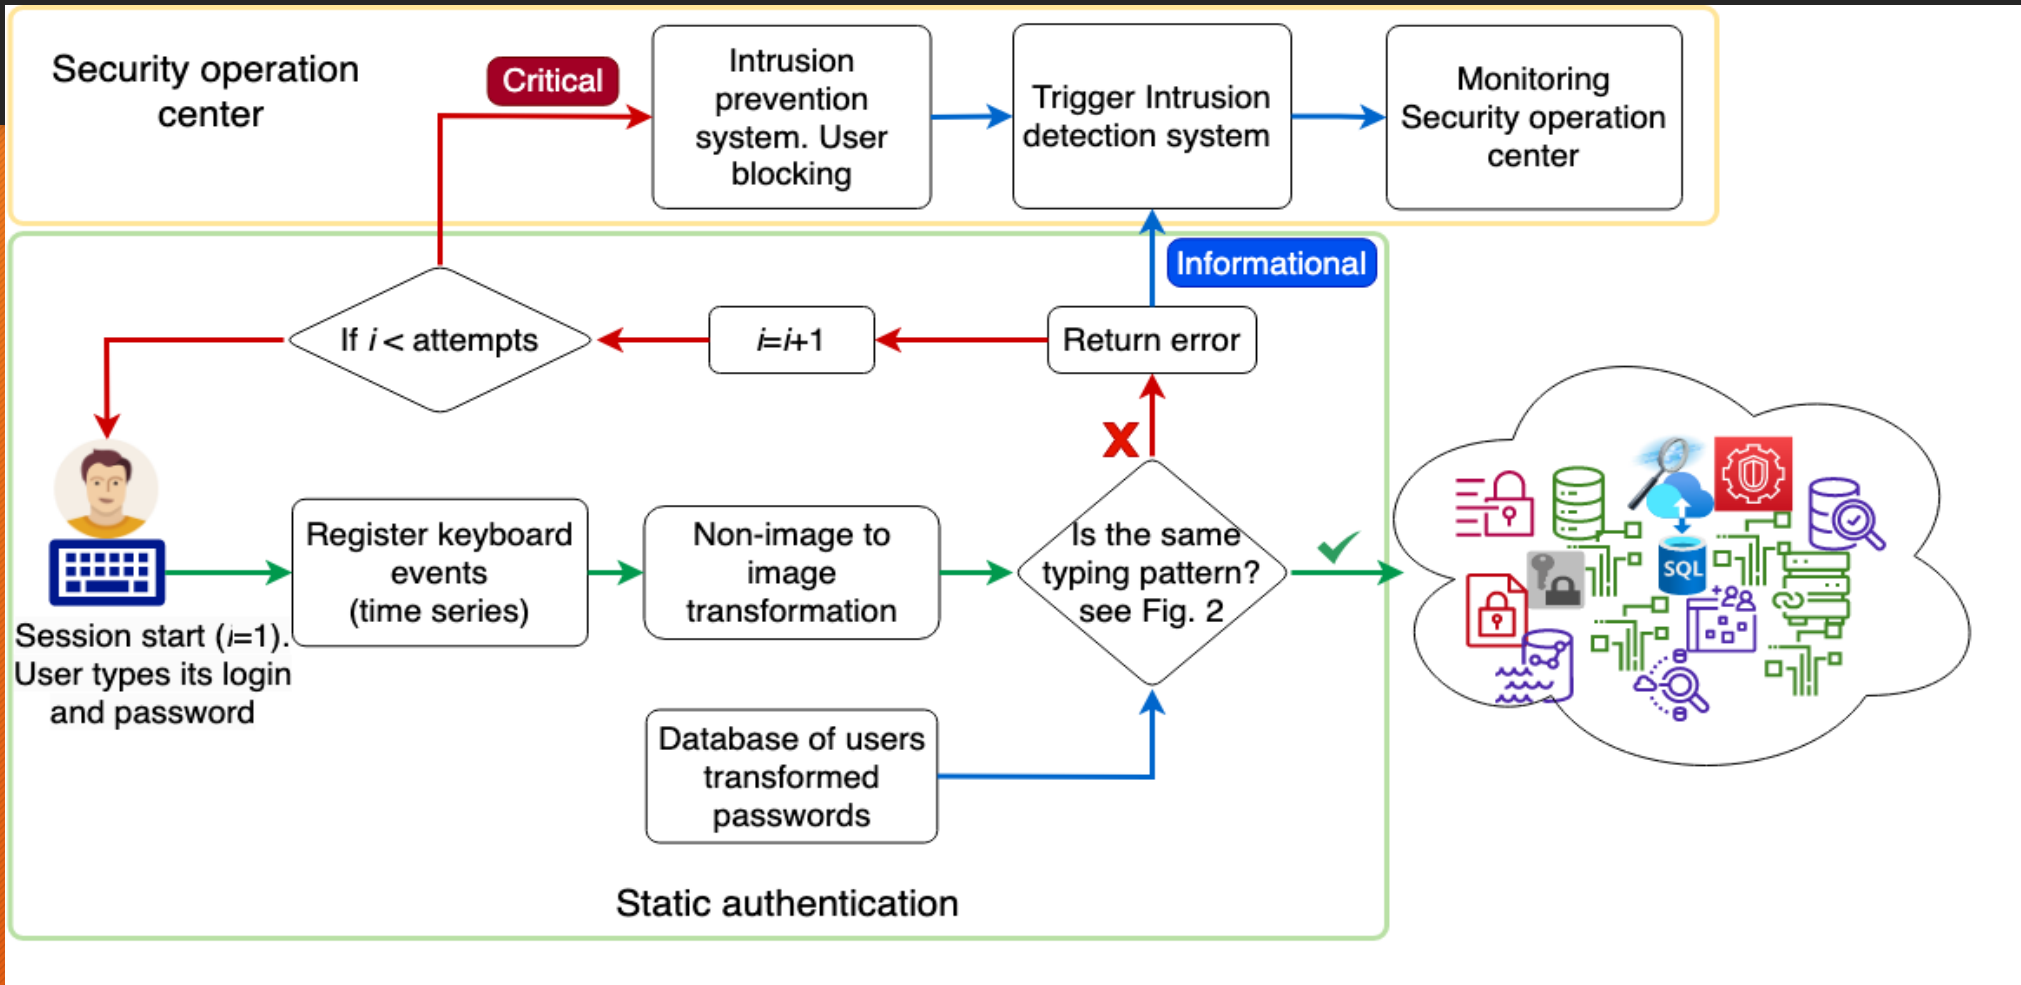 Security operation
center
Critical
Intrusion
prevention
system. User
blocking
Trigger Intrusion
detection system
Monitoring
Security operation
center
Informational
If i < attempts
i=i+1
Return error
X
Session start (i=1).
User types its login
and password
Register keyboard
events
(time series)
Non-image to
image
transformation
Is the same
typing pattern?
see Fig. 2
Database of users
transformed
passwords
SQL
Static authentication